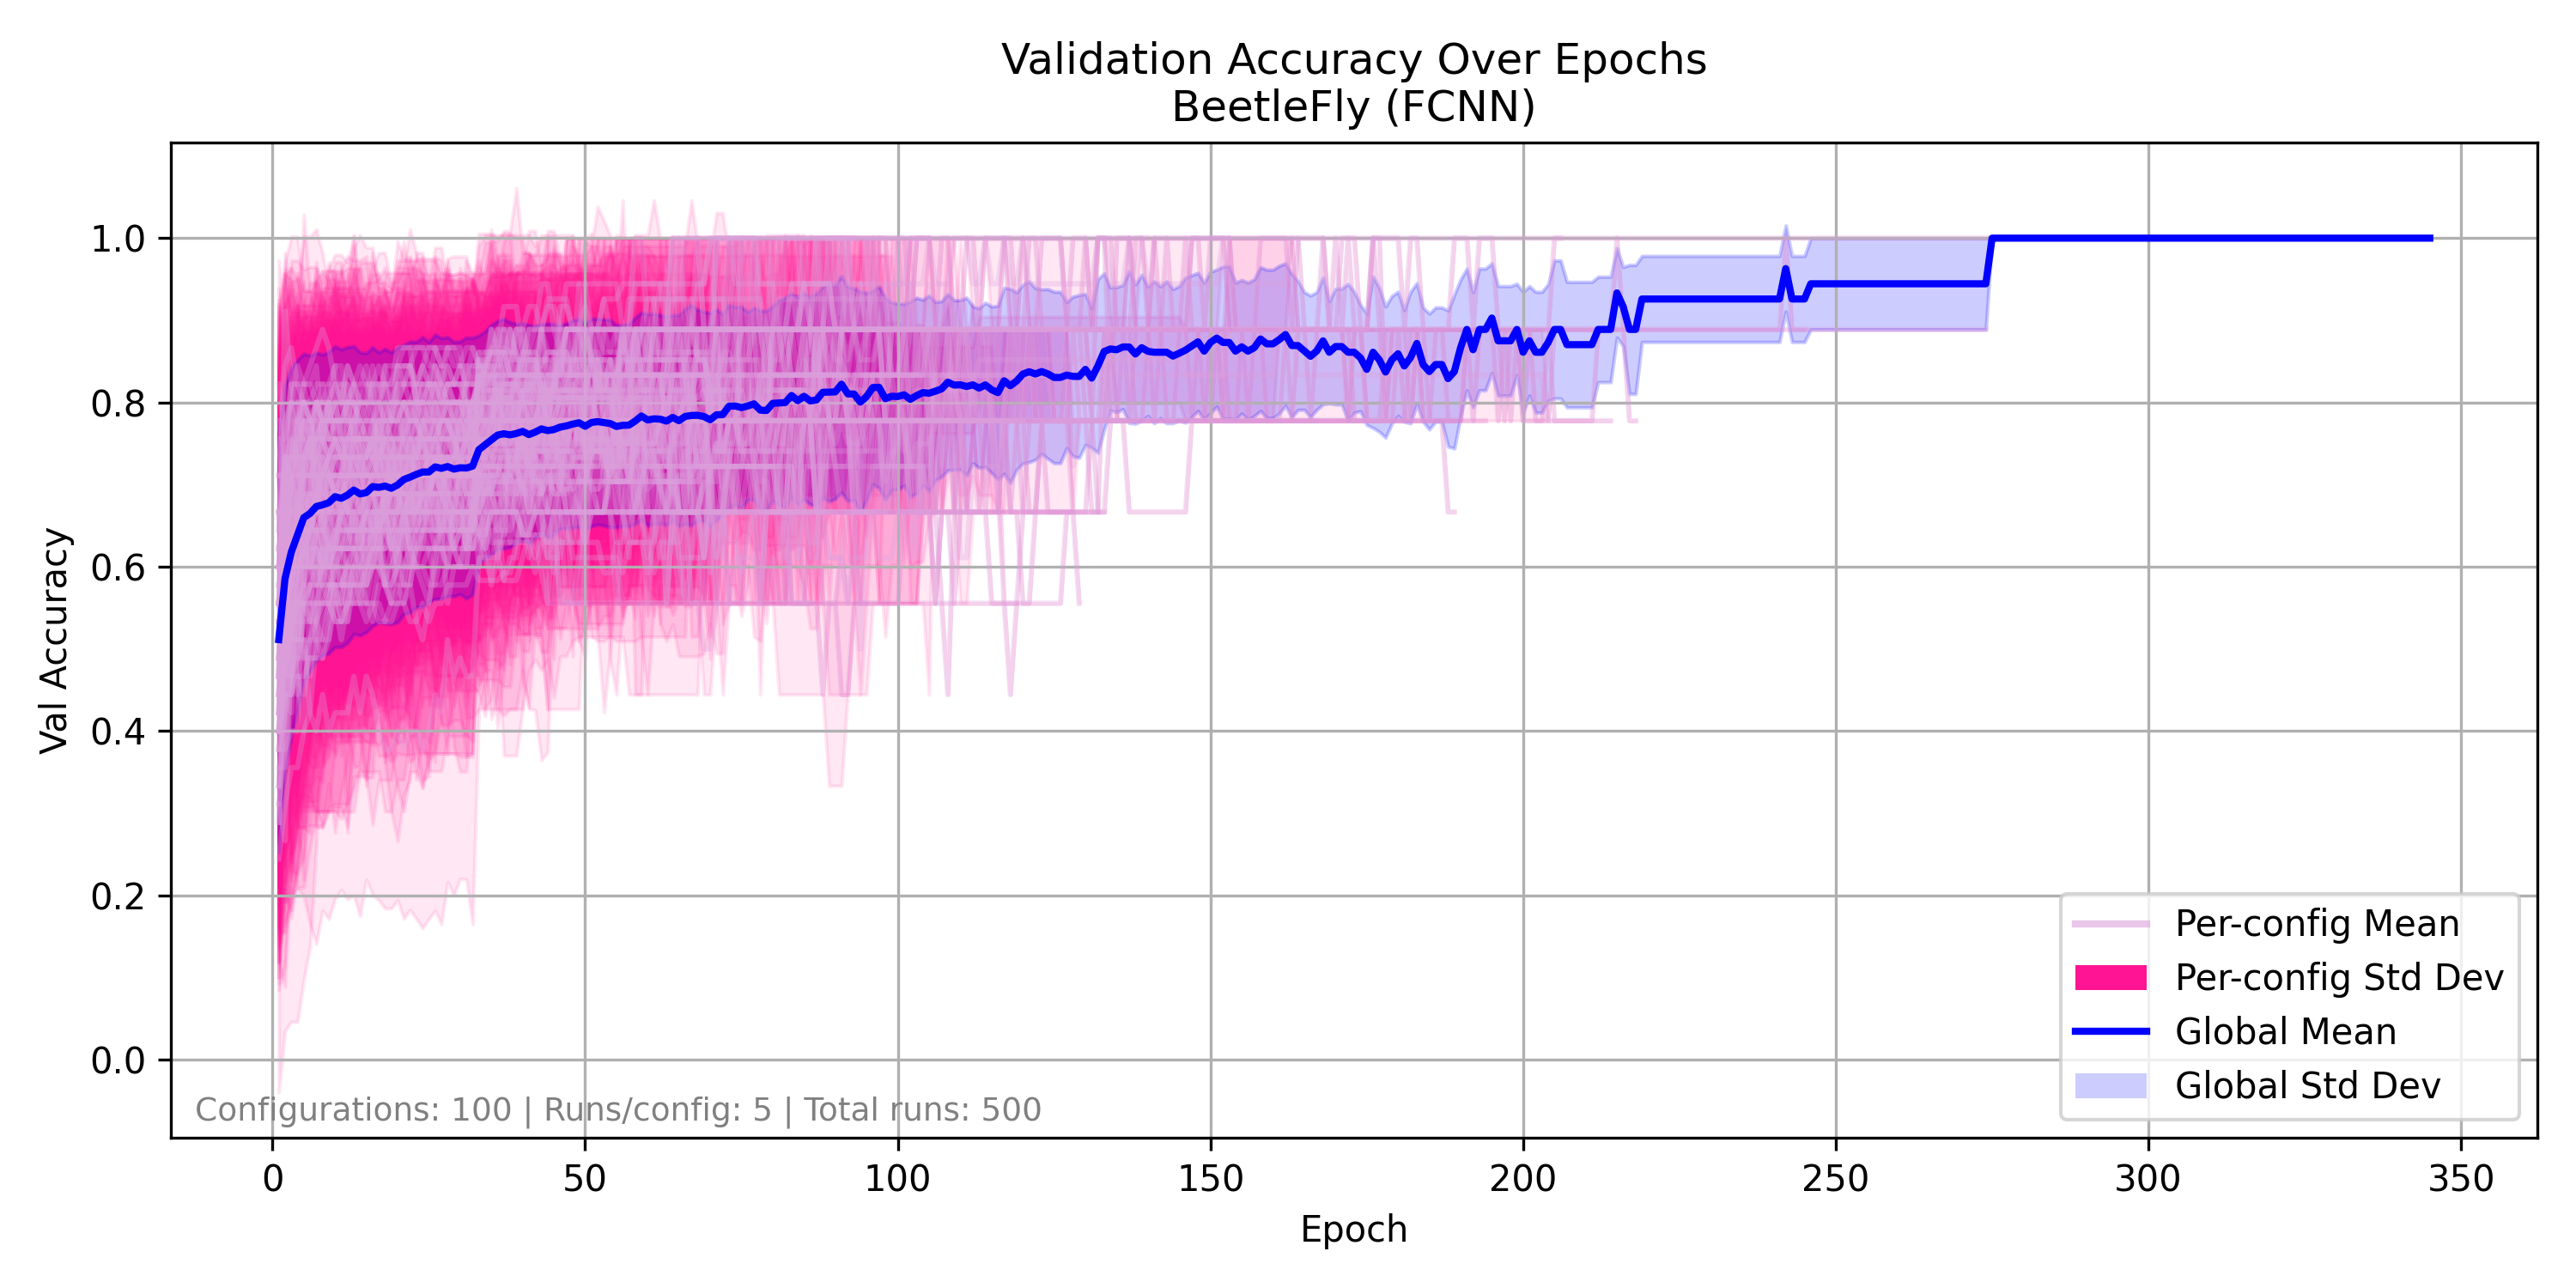 Validation Accuracy Over Epochs
BeetleFly (FCNN)
Val Accuracy
1.0
0.8
0.6
0.4
0.2
0.0
Configurations: 100 | Runs/config: 5 | Total runs: 500
Per-config Mean
Per-config Std Dev
Global Mean
Global Std Dev
0 50 100 150 200 250 300 350
Epoch